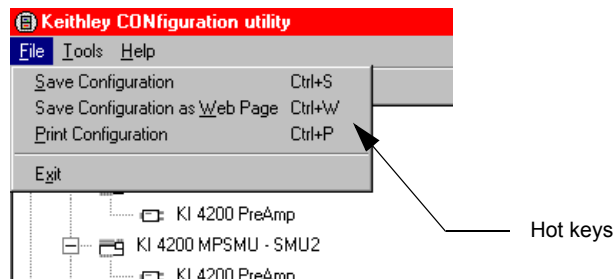 Keithley CONfiguration utility
File Tools Help
Save Configuration Ctrl+S
Save Configuration as Web Page Ctrl+W
Print Configuration Ctrl+P
Exit
KI 4200 PreAmp
Hot keys
KI 4200 MPSMU - SMU2
KI 4200 PreAmp